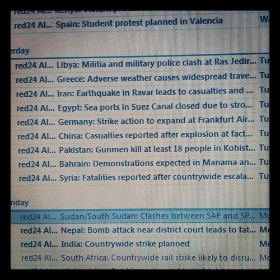 red24 Al... Spain: Student protest planned in Valencia
erday
red24 Al... Libya: Militia and military police clash at Ras Jedir... Tu
red24 Al... Greece: Adverse weather causes widespread trave... Tu
red24 Al... Iran: Earthquake in Ravar leads to casualties and ... Tu
red24 Al... Egypt: Sea ports in Suez Canal closed due to stro... Tu
red24 Al... Germany: Strike action to expand at Frankfurt Air... Tu
red24 Al... China: Casualties reported after explosion at fact... Tu
red24 Al... Pakistan: Gunmen kill at least 18 people in Kohist... Tu
red24 Al... Bahrain: Demonstrations expected in Manama an... Tu
red24 Al... Syria: Fatalities reported after countrywide escala... Tu
nday
red24 Al... Sudan/South Sudan: Clashes between SAF and SP... Mo
red24 Al... Nepal: Bomb attack near district court leads to fat... Mo
red24 Al... India: Countrywide strike planned Mo
red24 Al... South Africa: Countrywide rail strike likely to disru... Mo